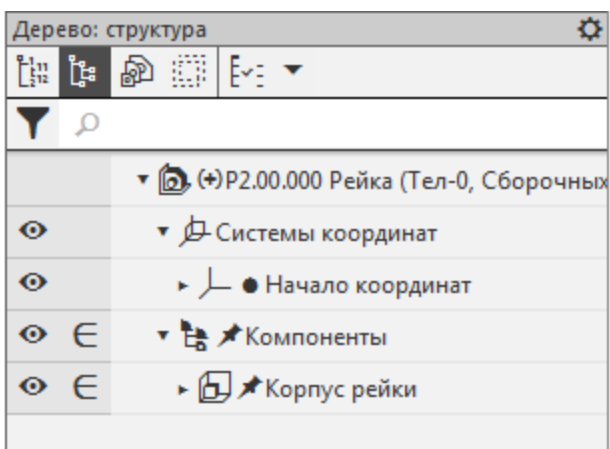 Дерево: структура
(+)Р2.00.000 Рейка (Тел-0, Сборочных
Системы координат
Начало координат
Компоненты
Корпус рейки